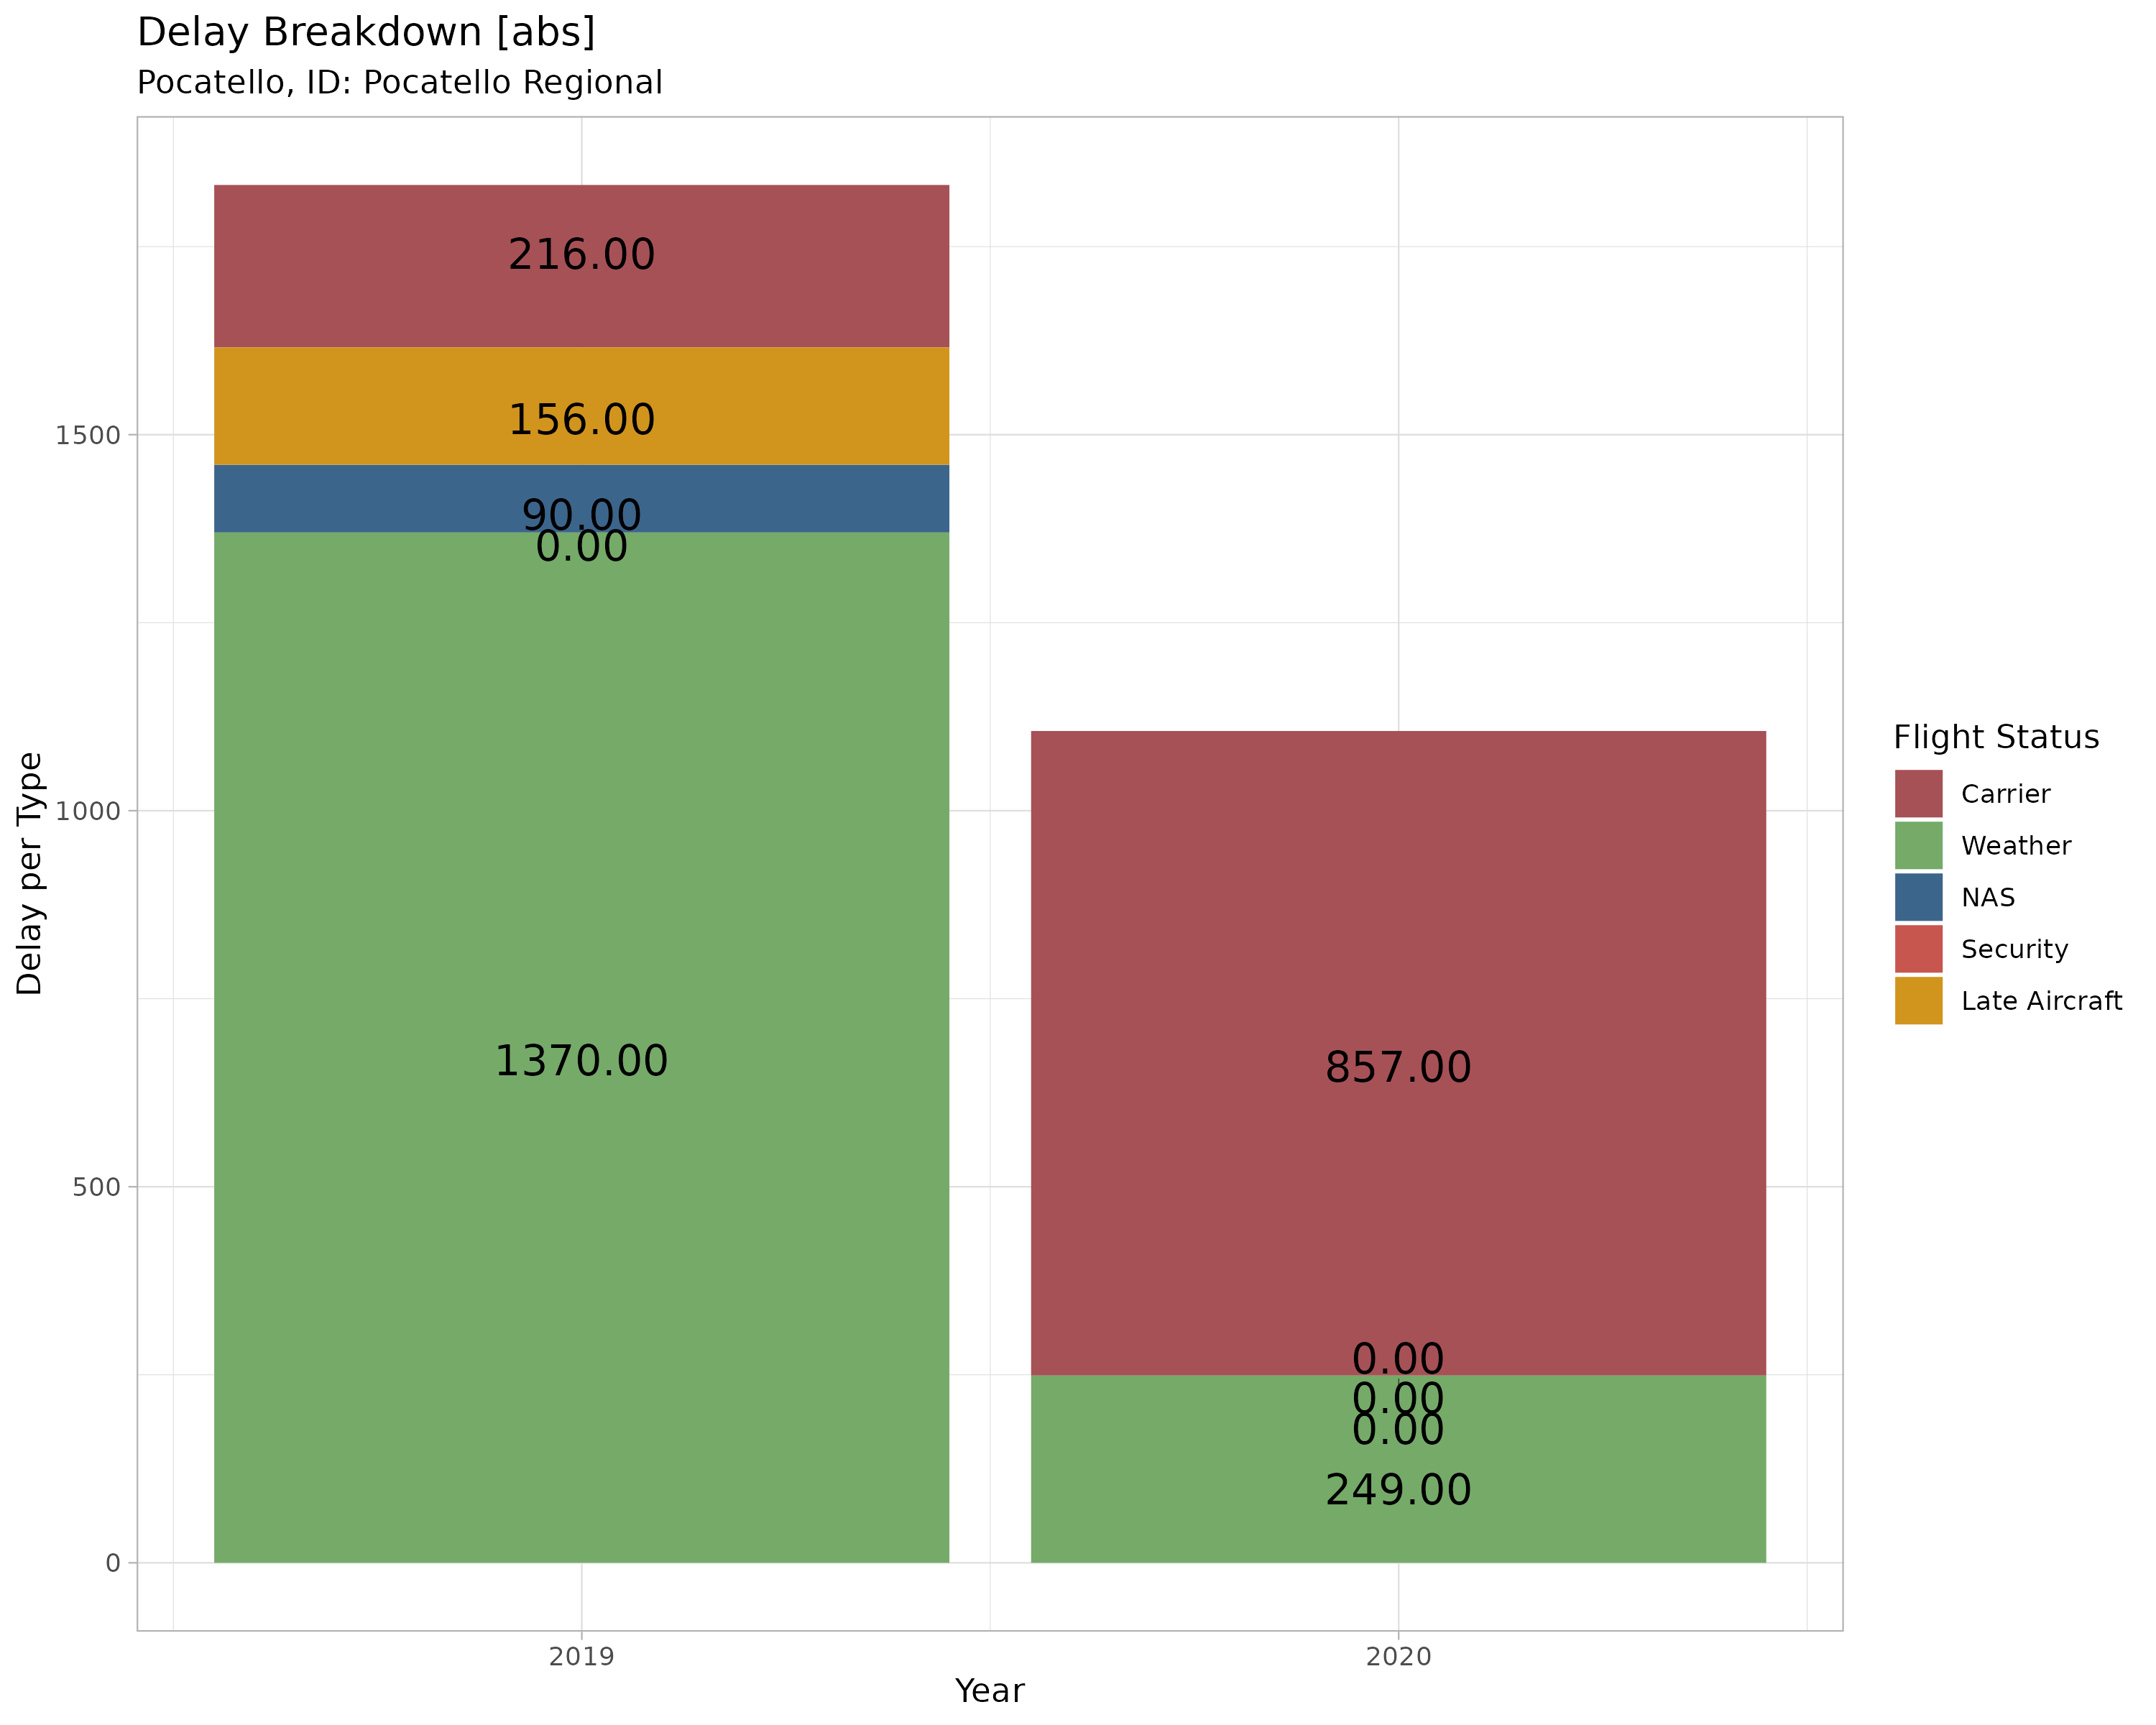 Delay Breakdown [abs]
Pocatello, ID: Pocatello Regional
216.00
156.00
90.00
0.00
1370.00
857.00
0.00
0.00
0.00
249.00
1500
1000
500
0
Delay per Type
2019
2020
Year
Flight Status
Carrier
Weather
NAS
Security
Late Aircraft